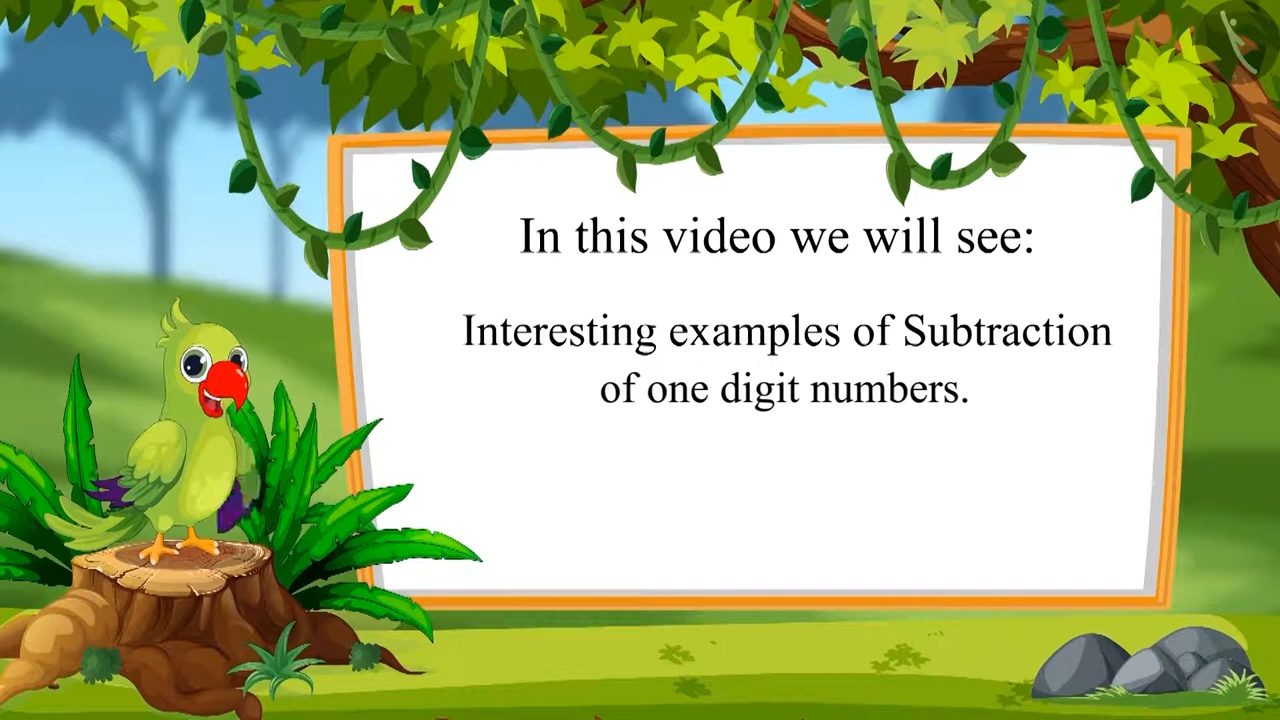 In this video we will see:
Interesting examples of Subtraction
of one digit numbers.